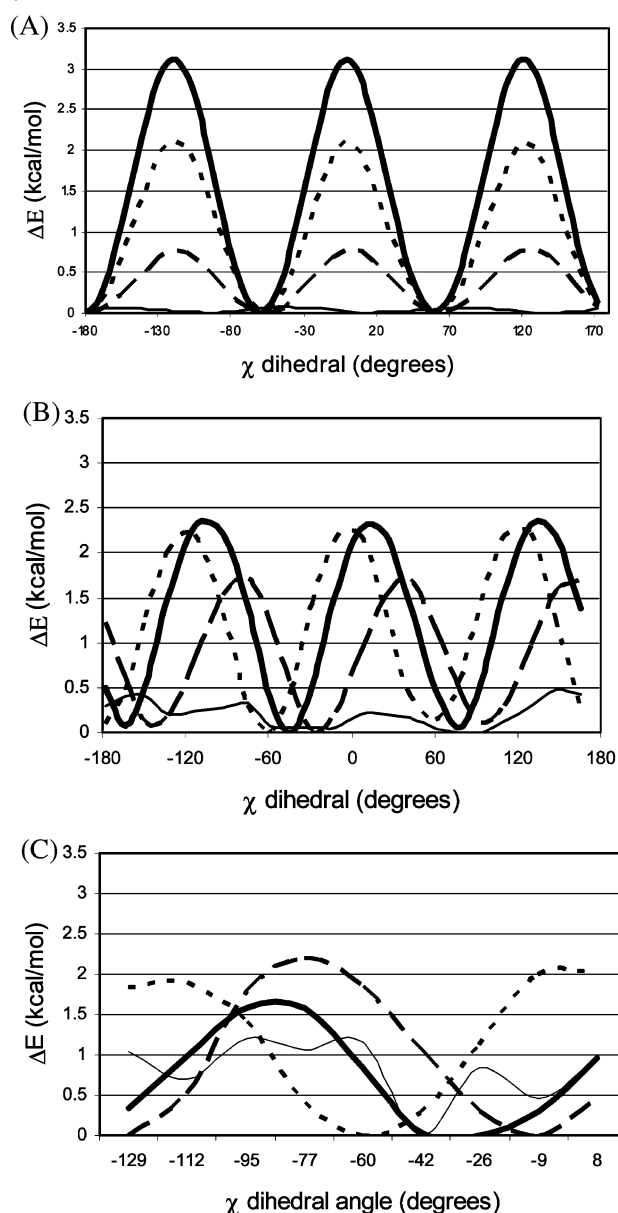 (A)
3.5
3
2.5
2
1.5
1
0.5
0
ΔE (kcal/mol)
-180 -130 -80 -30 20 70 120 170
χ dihedral (degrees)
(B)
3.5
3
2.5
2
1.5
1
0.5
0
ΔE (kcal/mol)
-180 -120 -60 0 60 120 180
χ dihedral (degrees)
(C)
3.5
3
2.5
2
1.5
1
0.5
0
ΔE (kcal/mol)
-129 -112 -95 -77 -60 -42 -26 -9 8
χ dihedral angle (degrees)